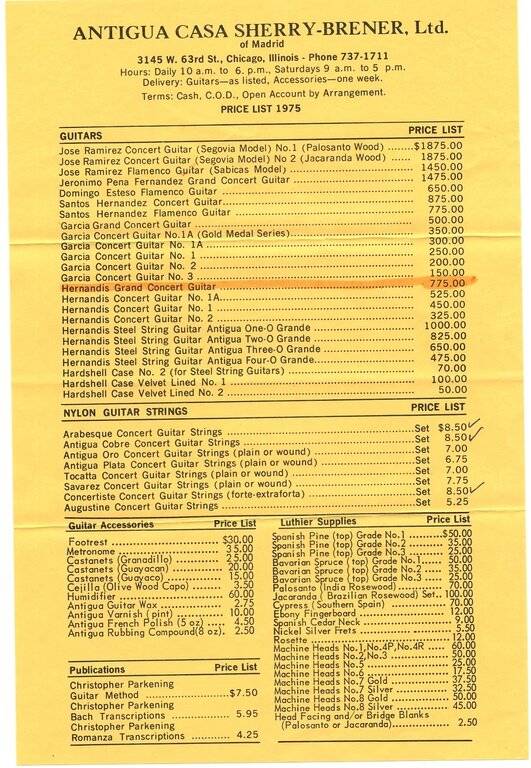 ANTIGUA CASA SHERRY-BRENER, Ltd.
of Madrid
3145 W. 63rd St., Chicago, Illinois - Phone 737-1711
Hours: Daily 10 a.m. to 6. p.m., Saturdays 9 a.m. to 5 p.m.
Delivery: Guitars—as listed, Accessories—one week.
Terms: Cash, C.O.D., Open Account by Arrangement.
PRICE LIST 1975
GUITARS PRICE LIST
Jose Ramirez Concert Guitar (Segovia Model) No.1 (Palosanto Wood) ........$1875.00
Jose Ramirez Concert Guitar (Segovia Model) No 2 (Jacaranda Wood) ...... 1875.00
Jose Ramirez Flamenco Guitar (Sabicas Model) ........ 1450.00
Jeronimo Pena Fernandez Grand Concert Guitar ........ 1475.00
Domingo Esteso Flamenco Guitar ........ 650.00
Santos Hernandez Concert Guitar ........ 875.00
Santos Hernandez Flamenco Guitar ........ 775.00
Garcia Grand Concert Guitar ........ 500.00
Garcia Concert Guitar No.1A (Gold Medal Series) ........ 350.00
Garcia Concert Guitar No. 1A ........ 300.00
Garcia Concert Guitar No. 1 ........ 250.00
Garcia Concert Guitar No. 2 ........ 200.00
Garcia Concert Guitar No. 3 ........ 150.00
Hernandis Grand Concert Guitar ........ 775.00
Hernandis Concert Guitar No. 1A ........ 525.00
Hernandis Concert Guitar No. 1 ........ 450.00
Hernandis Concert Guitar No. 2 ........ 325.00
Hernandis Steel String Guitar Antigua One-O Grande ........ 1000.00
Hernandis Steel String Guitar Antigua Two-O Grande ........ 825.00
Hernandis Steel String Guitar Antigua Three-O Grande ........ 650.00
Hernandis Steel String Guitar Antigua Four-O Grande ........ 475.00
Hardshell Case No. 2 (for Steel String Guitars) ........ 70.00
Hardshell Case Velvet Lined No. 1 ........ 100.00
Hardshell Case Velvet Lined No. 2 ........ 50.00
NYLON GUITAR STRINGS PRICE LIST
Arabesque Concert Guitar Strings ........ Set $8.50✓
Antigua Cobre Concert Guitar Strings ........ Set 8.50✓
Antigua Oro Concert Guitar Strings (plain or wound) ........ Set 7.00
Antigua Plata Concert Guitar Strings (plain or wound) ........ Set 6.75
Tocatta Concert Guitar Strings (plain or wound) ........ Set 7.00
Savarez Concert Guitar Strings (plain or wound) ........ Set 7.75
Concertiste Concert Guitar Strings (forte-extraforta) ........ Set 8.50✓
Augustine Concert Guitar Strings ........ Set 5.25
Guitar Accessories Price List
Footrest ........ $30.00
Metronome ........ 35.00
Castanets (Granadillo) ........ 25.00
Castanets (Guayacan) ........ 20.00
Castanets (Guayaco) ........ 15.00
Cejilla (Olive Wood Capo) ........ 3.50
Humidifier ........ 60.00
Antigua Guitar Wax ........ 2.75
Antigua Varnish (pint) ........ 10.00
Antigua French Polish (5 oz) .... 4.50
Antigua Rubbing Compound(8 oz). 2.50
Publications Price List
Christopher Parkening
Guitar Method ........ $7.50
Christopher Parkening
Bach Transcriptions ........ 5.95
Christopher Parkening
Romanza Transcriptions ........ 4.25
Luthier Supplies Price List
Spanish Pine (top) Grade No.1 ........ $50.00
Spanish Pine (top) Grade No.2 ........ 35.00
Spanish Pine (top) Grade No.3 ........ 25.00
Bavarian Spruce (top) Grade No.1 ........ 50.00
Bavarian Spruce (top) Grade No.2 ........ 35.00
Bavarian Spruce (top) Grade No.3 ........ 25.00
Palosanto (India Rosewood) ........ 70.00
Jacaranda ( Brazilian Rosewood) Set.. 100.00
Cypress (Southern Spain) ........ 70.00
Ebony Fingerboard ........ 12.00
Spanish Cedar Neck ........ 9.00
Nickel Silver Frets ........ 5.50
Rosette ........ 12.00
Machine Heads No.1,No.4P,No.4R .... 60.00
Machine Heads No.2,No.3 ........ 50.00
Machine Heads No.5 ........ 25.00
Machine Heads No.6 ........ 17.50
Machine Heads No.7 Gold ........ 37.50
Machine Heads No.7 Silver ........ 32.50
Machine Heads No.8 Gold ........ 50.00
Machine Heads No.8 Silver ........ 45.00
Head Facing and/or Bridge Blanks
(Palosanto or Jacaranda)........ 2.50